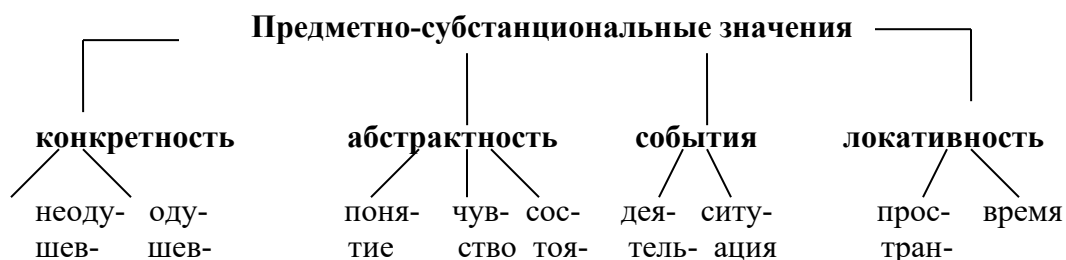 Предметно-субстанциональные значения
конкретность абстрактность события локативность
неоду- оду- поня- чув- сос- дея- ситу- прос- время
шев- шев- тие ство тоя- тель- ация тран-